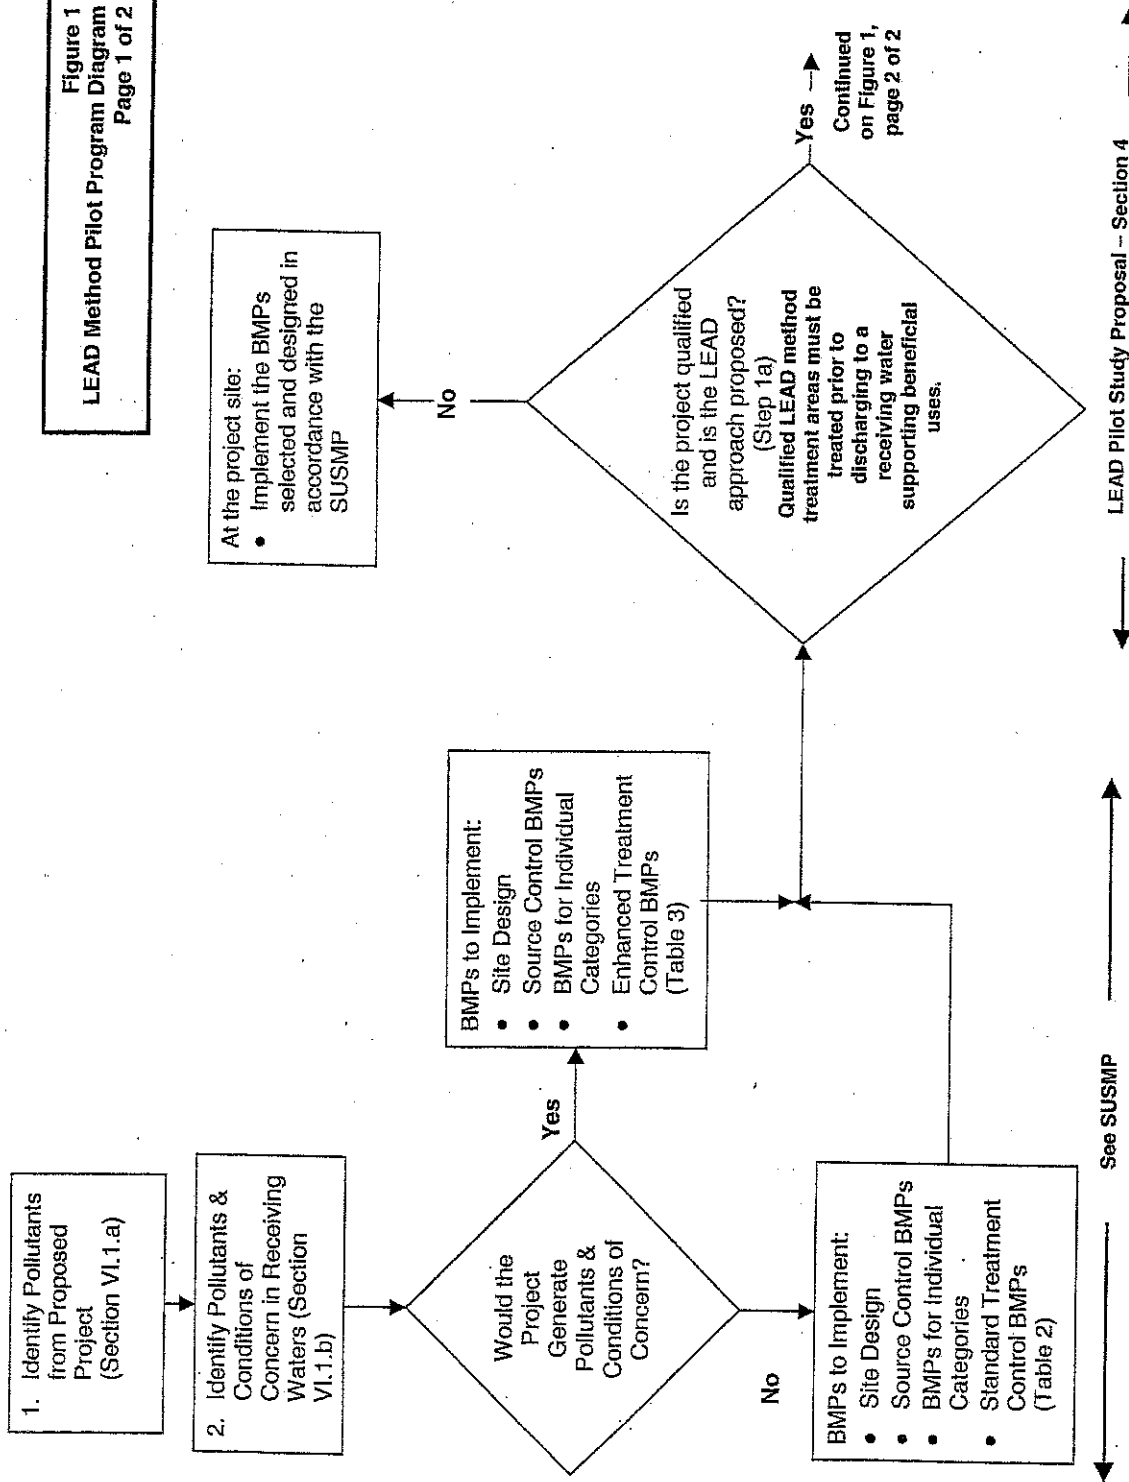 Figure 1
LEAD Method Pilot Program Diagram
Page 1 of 2
1. Identify Pollutants
from Proposed
Project
(Section VI.1.a)
2. Identify Pollutants &
Conditions of
Concern in Receiving
Waters (Section
VI.1.b)
Would the
Project
Generate
Pollutants &
Conditions of
Concern?
Yes
No
BMPs to Implement:
• Site Design
• Source Control BMPs
• BMPs for Individual
Categories
• Enhanced Treatment
Control BMPs
(Table 3)
BMPs to Implement:
• Site Design
• Source Control BMPs
• BMPs for Individual
Categories
• Standard Treatment
Control BMPs
(Table 2)
Is the project qualified
and is the LEAD
approach proposed?
(Step 1a)
Qualified LEAD method
treatment areas must be
treated prior to
discharging to a
receiving water
supporting beneficial
uses.
No
At the project site:
• Implement the BMPs
selected and designed in
accordance with the
SUSMP
Yes
Continued
on Figure 1,
page 2 of 2
See SUSMP
LEAD Pilot Study Proposal – Section 4